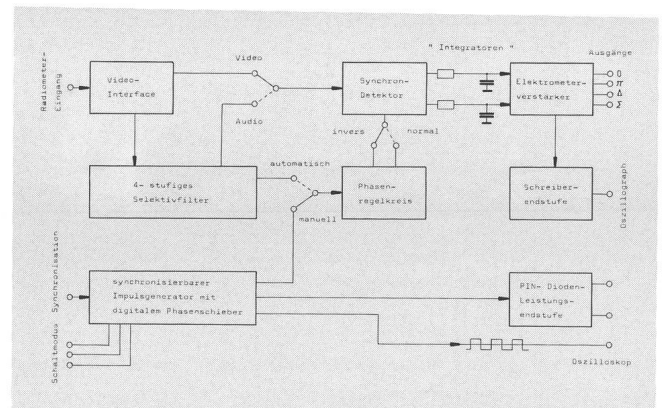 Radiometer-
Eingang
Video-
Interface
Video
Audio
Synchron-
Detektor
" Integratoren "
Elektrometer-
verstärker
Ausgänge
0
π
Δ
Σ
invers
normal
4- stufiges
Selektivfilter
automatisch
manuell
Phasen-
regelkreis
Schreiber-
endstufe
Oszillograph
Synchronisation
Schaltmodus
synchronisierbarer
Impulsgenerator mit
digitalem Phasenschieber
PIN- Dioden-
Leistungs-
endstufe
Oszilloskop